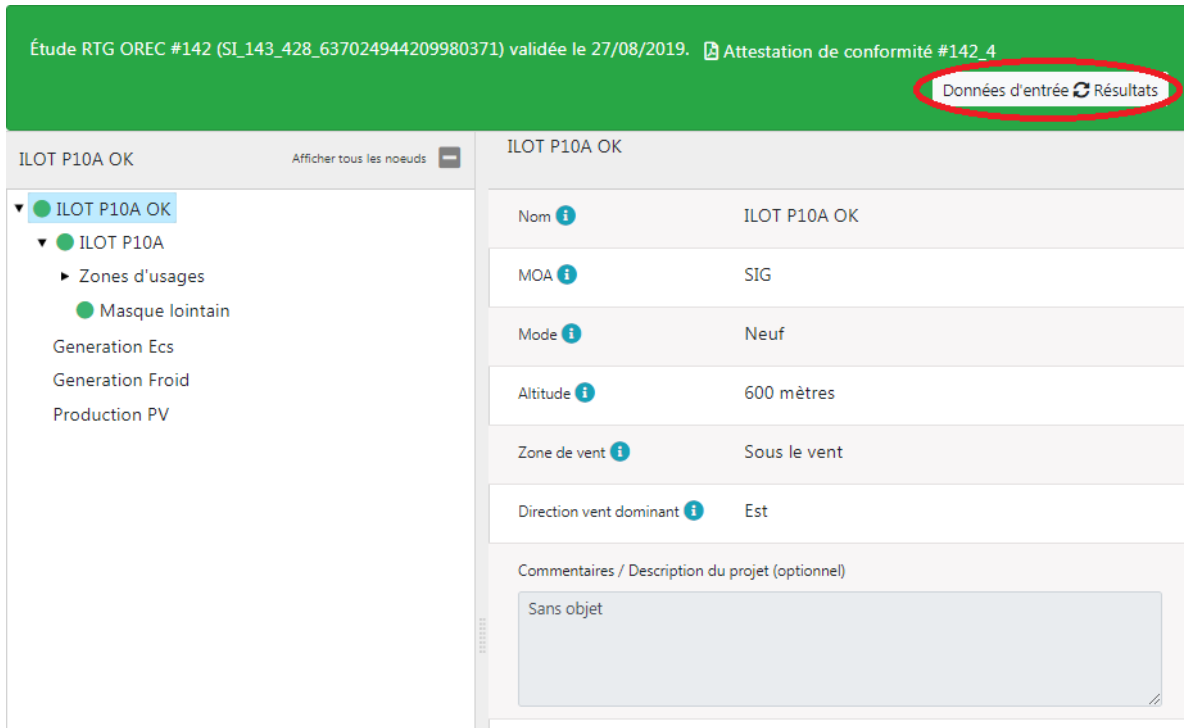 Étude RTG OREC #142 (SI_143_428_637024944209980371) validée le 27/08/2019. Attestation de conformité #142_4
Données d'entrée Résultats
ILOT P10A OK Afficher tous les noeuds
ILOT P10A OK
ILOT P10A
Zones d'usages
Masque lointain
Generation Ecs
Generation Froid
Production PV
ILOT P10A OK
Nom ILOT P10A OK
MOA SIG
Mode Neuf
Altitude 600 mètres
Zone de vent Sous le vent
Direction vent dominant Est
Commentaires / Description du projet (optionnel)
Sans objet